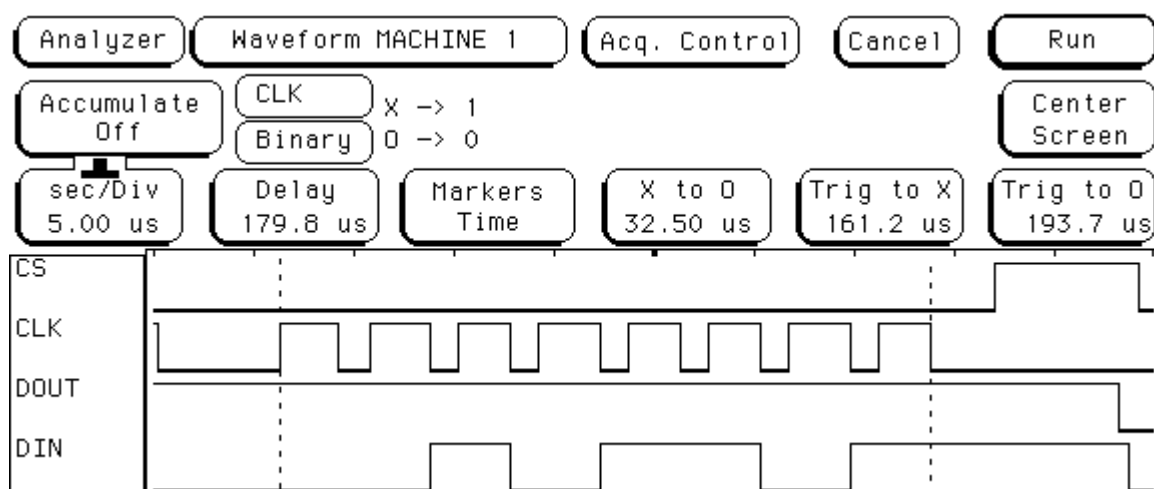 Analyzer Waveform MACHINE 1 Acq. Control Cancel Run
Accumulate Off
CLK X -> 1
Binary O -> 0
Center Screen
sec/Div 5.00 us
Delay 179.8 us
Markers Time
X to O 32.50 us
Trig to X 161.2 us
Trig to O 193.7 us
CS
CLK
DOUT
DIN